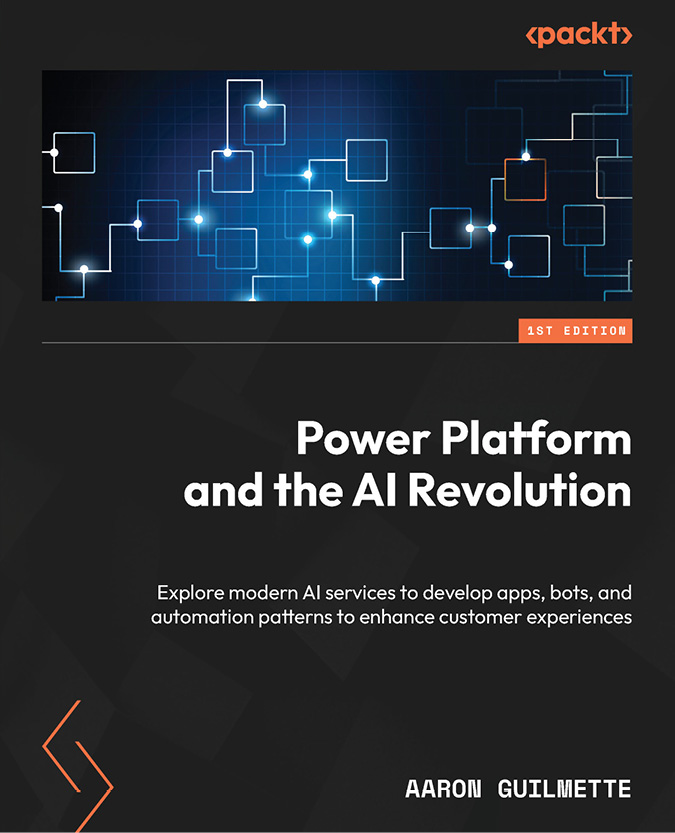 <packt>
1ST EDITION
Power Platform
and the AI Revolution
Explore modern AI services to develop apps, bots, and
automation patterns to enhance customer experiences
AARON GUILMETTE